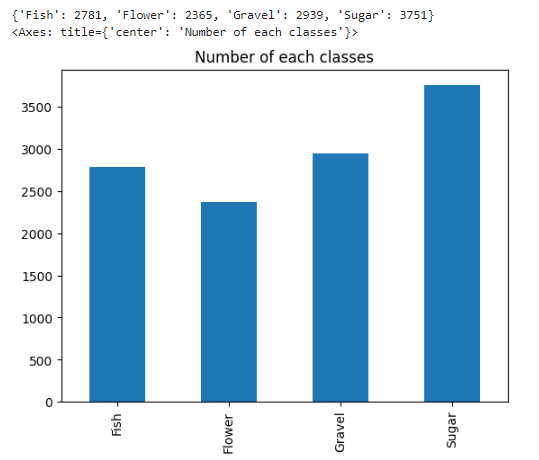 {'Fish': 2781, 'Flower': 2365, 'Gravel': 2939, 'Sugar': 3751}
<Axes: title={'center': 'Number of each classes'}>
Number of each classes
3500
3000
2500
2000
1500
1000
500
0
Fish
Flower
Gravel
Sugar